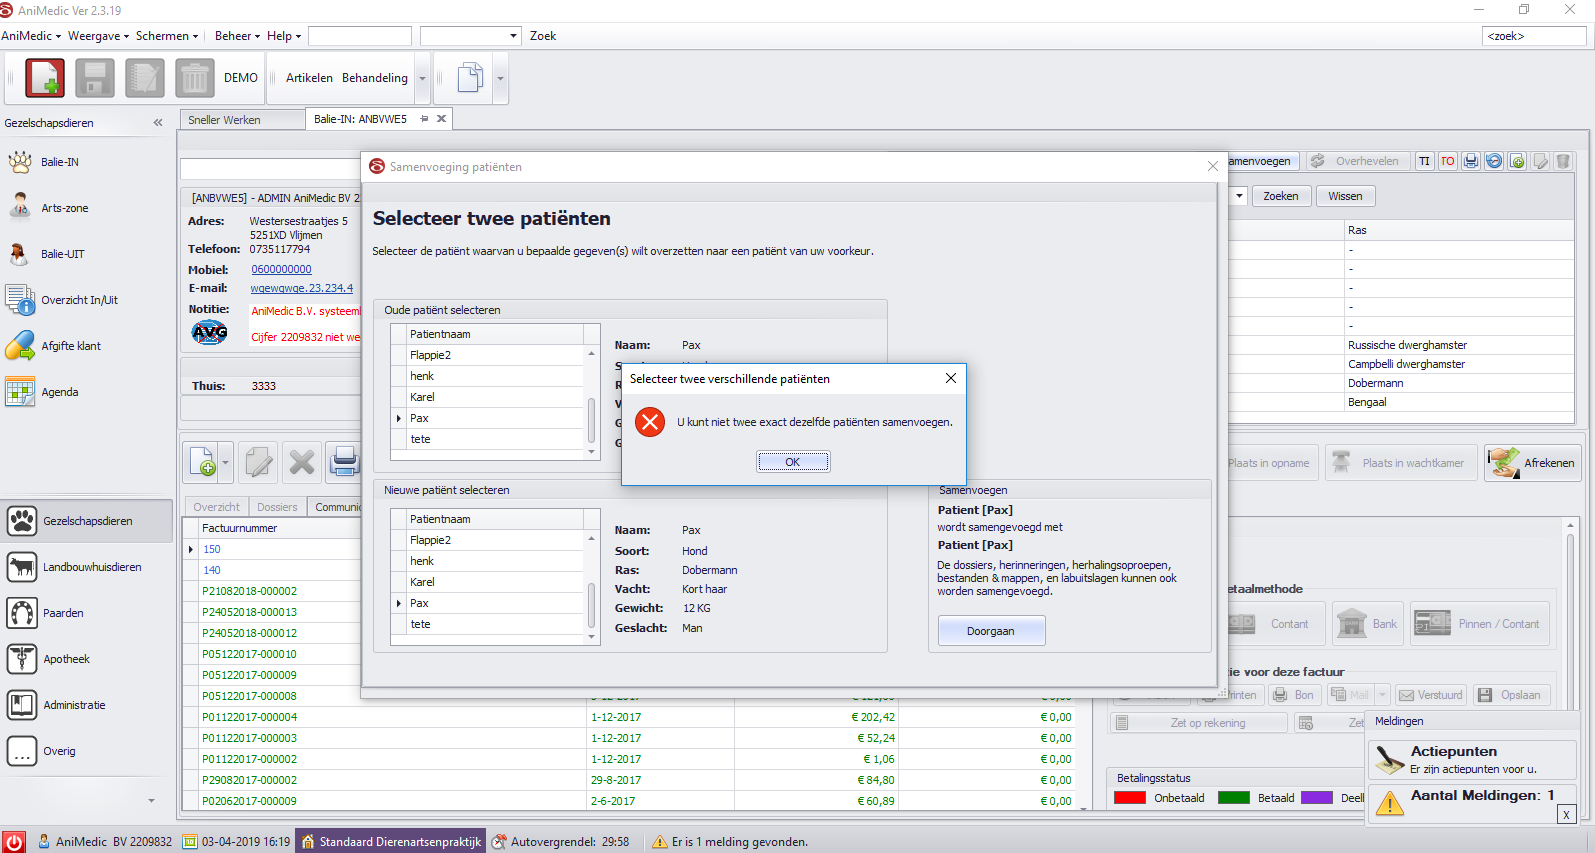 AniMedic Ver 2.3.19
AniMedic Weergave Schermen Beheer Help Zoek <zoek>
DEMO Artikelen Behandeling
Gezelschapsdieren «
Sneller Werken Balie-IN: ANBVWE5
Balie-IN
Arts-zone
Balie-UIT
Overzicht In/Uit
Afgifte klant
Agenda
Gezelschapsdieren
Landbouwhuisdieren
Paarden
Apotheek
Administratie
Overig
[ANBVWE5] - ADMIN AniMedic BV 2
Adres: Westersestraatjes 5
5251XD Vlijmen
Telefoon: 0735117794
Mobiel: 0600000000
E-mail: wgewgwge.23.234.4
Notitie: AniMedic B.V. systeem
AVG
Cijfer 2209832 niet we
Thuis: 3333
Overzicht Dossiers Communic
Factuurnummer
150
140
P21082018-000002
P24052018-000013
P24052018-000012
P05122017-000010
P05122017-000009
P05122017-000008
P01122017-000004 1-12-2017 € 202,42 € 0,00
P01122017-000003 1-12-2017 € 52,24 € 0,00
P01122017-000002 1-12-2017 € 1,06 € 0,00
P29082017-000002 29-8-2017 € 84,80 € 0,00
P02062017-000009 2-6-2017 € 60,89 € 0,00
Samenvoeging patiënten
Selecteer twee patiënten
Selecteer de patiënt waarvan u bepaalde gegeven(s) wilt overzetten naar een patiënt van uw voorkeur.
Oude patiënt selecteren
Patientnaam
Flappie2
henk
Karel
Pax
tete
Naam: Pax
Selecteer twee verschillende patiënten
U kunt niet twee exact dezelfde patiënten samenvoegen.
OK
Nieuwe patiënt selecteren
Patientnaam
Flappie2
henk
Karel
Pax
tete
Naam: Pax
Soort: Hond
Ras: Dobermann
Vacht: Kort haar
Gewicht: 12 KG
Geslacht: Man
Samenvoegen
Patient [Pax]
wordt samengevoegd met
Patient [Pax]
De dossiers, herinneringen, herhalingsoproepen,
bestanden & mappen, en labuitslagen kunnen ook
worden samengevoegd.
Doorgaan
amenvoegen Overhevelen TI TO
Zoeken Wissen
Ras
-
-
-
-
-
Russische dwerghamster
Campbelli dwerghamster
Dobermann
Bengaal
Plaats in opname Plaats in wachtkamer Afrekenen
etaalmethode
Contant Bank Pinnen / Contant
tie voor deze factuur
inten Bon Mail Verstuurd Opslaan
Zet op rekening Zet
Betalingsstatus
Onbetaald Betaald Deell
Meldingen
Actiepunten
Er zijn actiepunten voor u.
Aantal Meldingen: 1
X
AniMedic BV 2209832 03-04-2019 16:19 Standaard Dierenartsenpraktijk Autovergrendel: 29:58 Er is 1 melding gevonden.